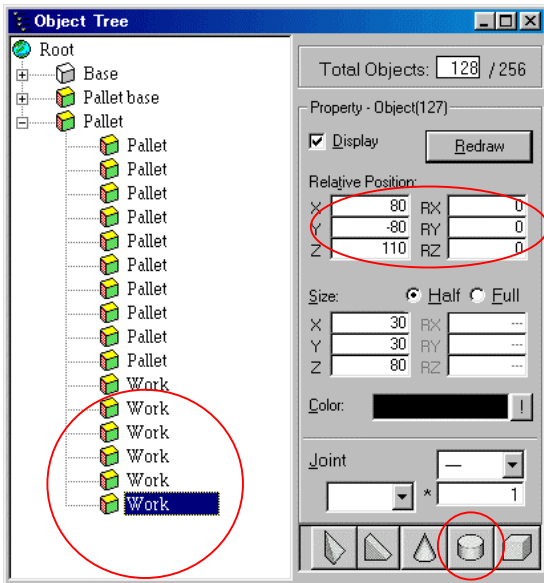 Object Tree
Root
Base
Pallet base
Pallet
Pallet
Pallet
Pallet
Pallet
Pallet
Pallet
Pallet
Pallet
Pallet
Pallet
Work
Work
Work
Work
Work
Work
Total Objects: 128 / 256
Property - Object(127)
Display
Redraw
Relative Position:
X 80 RX 0
Y -80 RY 0
Z 110 RZ 0
Size: Half Full
X 30 RX ---
Y 30 RY ---
Z 80 RZ ---
Color: !
Joint —
* 1